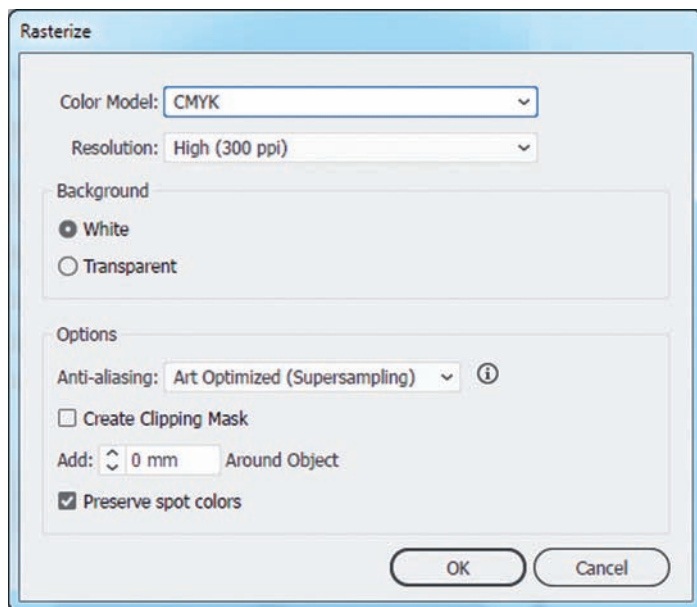 Rasterize
Color Model: CMYK
Resolution: High (300 ppi)
Background
White
Transparent
Options
Anti-aliasing: Art Optimized (Supersampling)
Create Clipping Mask
Add: 0 mm Around Object
Preserve spot colors
OK Cancel